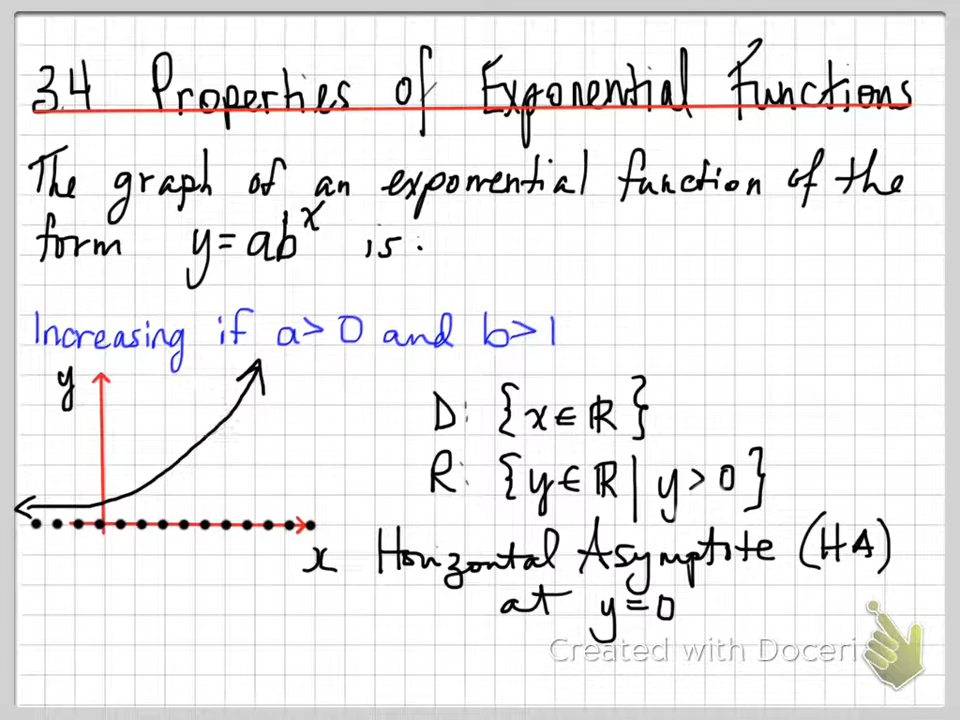 3.4 Properties of Exponential Functions
The graph of an exponential function of the
form y = ab^x is:
Increasing if a > 0 and b > 1
y
D: {x ∈ ℝ}
R: {y ∈ ℝ | y > 0}
x
Horizontal Asymptote (HA)
at y = 0
Created with Doceri